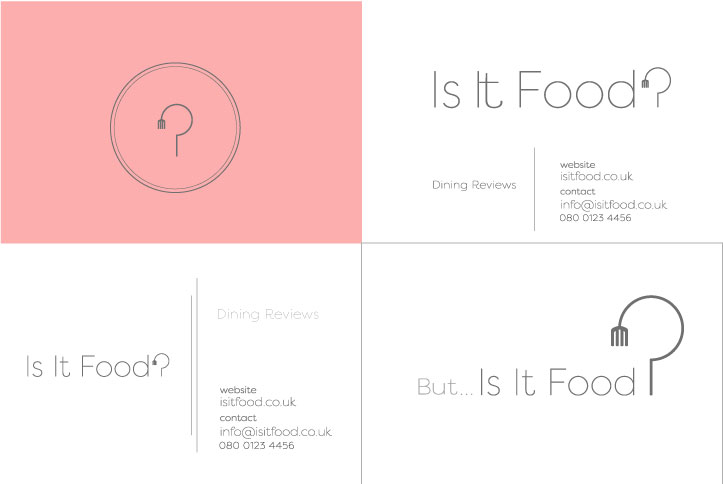 Is It Food?
Dining Reviews
website
isitfood.co.uk
contact
info@isitfood.co.uk
080 0123 4456
Is It Food?
Dining Reviews
website
isitfood.co.uk
contact
info@isitfood.co.uk
080 0123 4456
But... Is It Food?